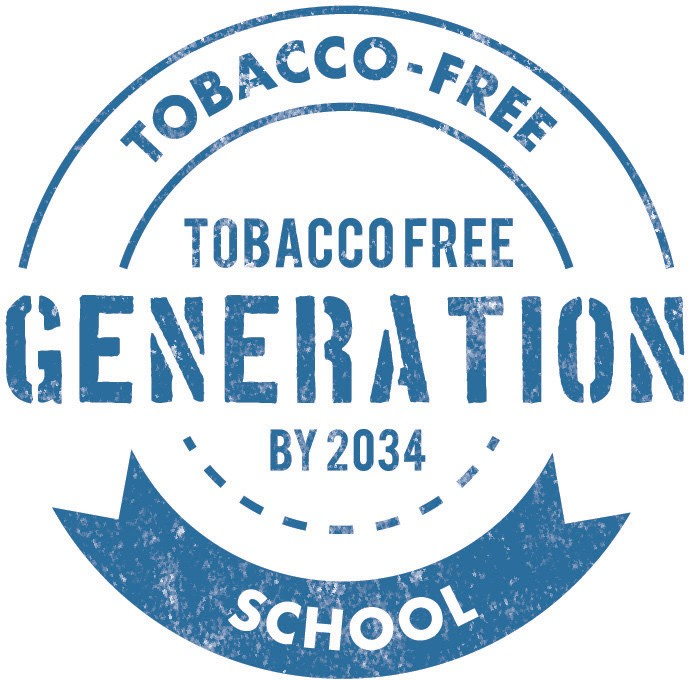 TOBACCO-FREE
TOBACCO FREE
GENERATION
BY 2034
SCHOOL